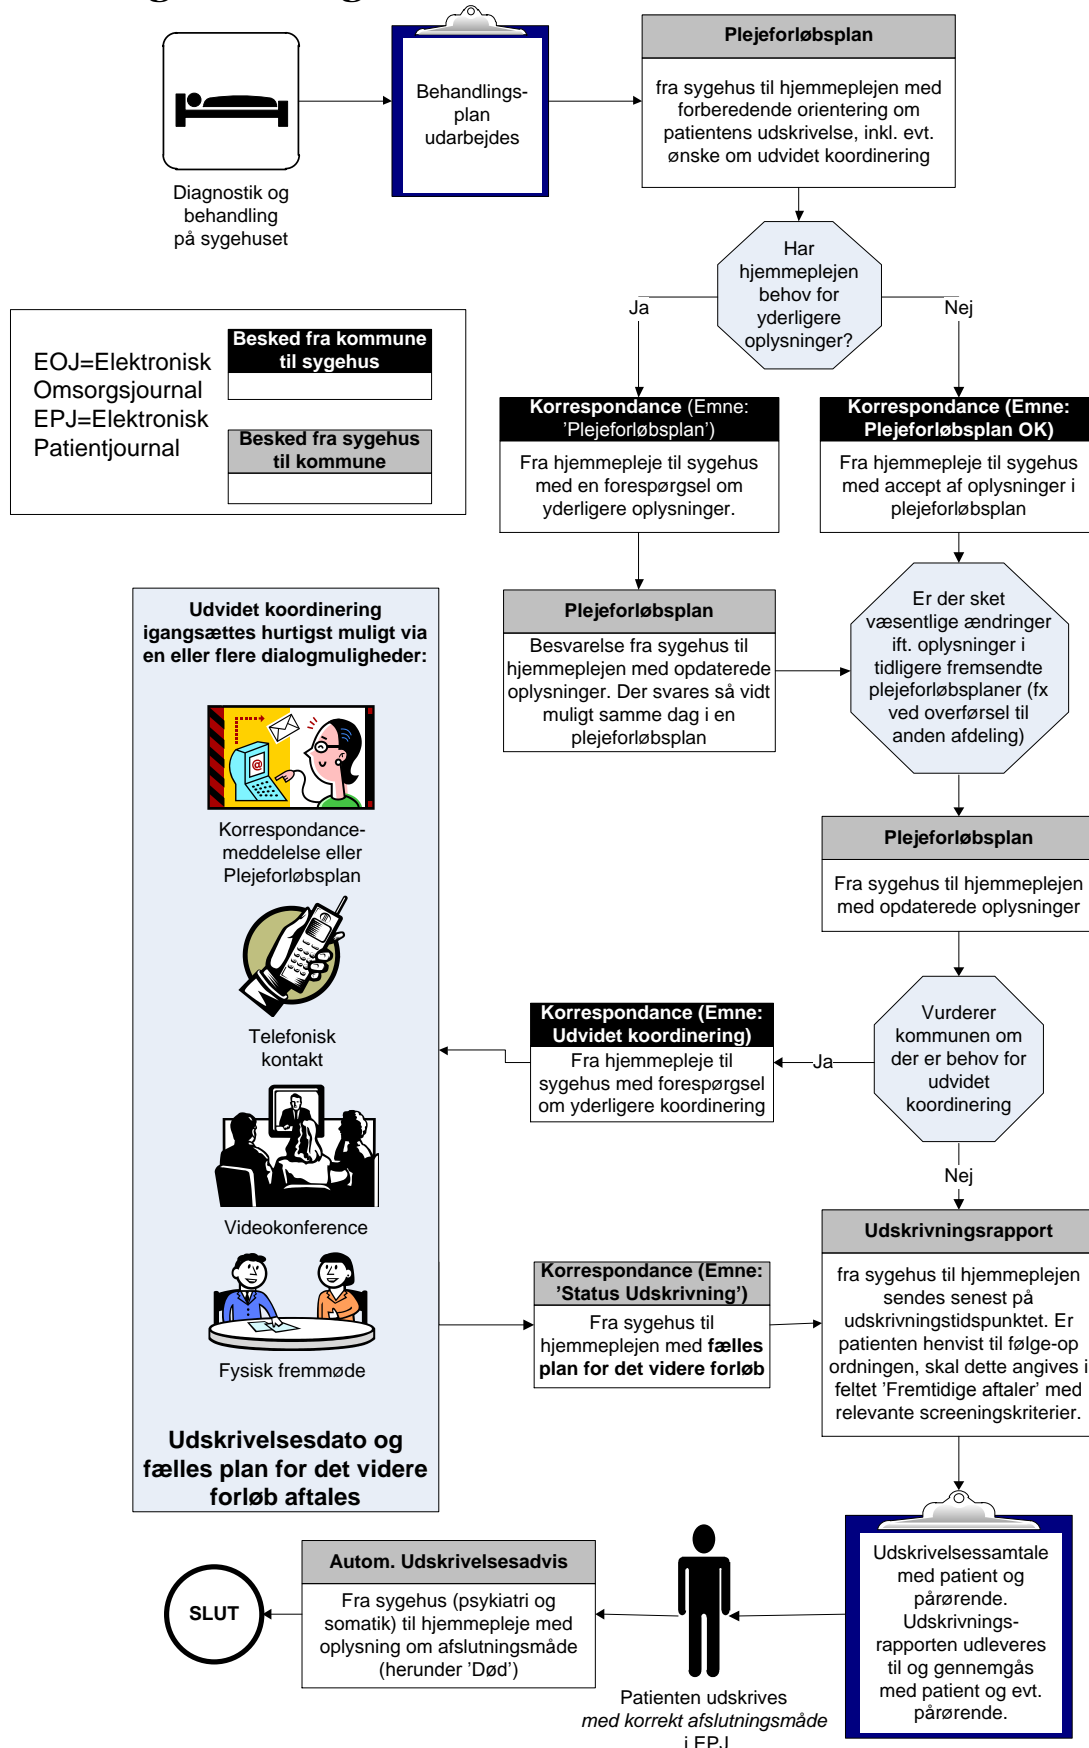 Behandlings-
plan
udarbejdes
Plejeforløbsplan
fra sygehus til hjemmeplejen med
forberedende orientering om
patientens udskrivelse, inkl. evt.
ønske om udvidet koordinering
Diagnostik og
behandling
på sygehuset
Har
hjemmeplejen
behov for
yderligere
oplysninger?
Ja
Nej
EOJ=Elektronisk
Omsorgsjournal
EPJ=Elektronisk
Patientjournal
Besked fra kommune
til sygehus
Besked fra sygehus
til kommune
Korrespondance (Emne:
’Plejeforløbsplan’)
Fra hjemmepleje til sygehus
med en forespørgsel om
yderligere oplysninger.
Korrespondance (Emne:
Plejeforløbsplan OK)
Fra hjemmepleje til sygehus
med accept af oplysninger i
plejeforløbsplan
Plejeforløbsplan
Besvarelse fra sygehus til
hjemmeplejen med opdaterede
oplysninger. Der svares så vidt
muligt samme dag i en
plejeforløbsplan
Er der sket
væsentlige ændringer
ift. oplysninger i
tidligere fremsendte
plejeforløbsplaner (fx
ved overførsel til
anden afdeling)
Plejeforløbsplan
Fra sygehus til hjemmeplejen
med opdaterede oplysninger
Vurderer
kommunen om
der er behov for
udvidet
koordinering
Ja
Nej
Korrespondance (Emne:
Udvidet koordinering)
Fra hjemmepleje til
sygehus med forespørgsel
om yderligere koordinering
Udvidet koordinering
igangsættes hurtigst muligt via
en eller flere dialogmuligheder:
@
Korrespondance-
meddelelse eller
Plejeforløbsplan
Telefonisk
kontakt
Videokonference
Fysisk fremmøde
Udskrivelsesdato og
fælles plan for det videre
forløb aftales
Korrespondance (Emne:
’Status Udskrivning’)
Fra sygehus til
hjemmeplejen med fælles
plan for det videre forløb
Udskrivningsrapport
fra sygehus til hjemmeplejen
sendes senest på
udskrivningstidspunktet. Er
patienten henvist til følge-op
ordningen, skal dette angives i
feltet ’Fremtidige aftaler’ med
relevante screeningskriterier.
Udskrivelsessamtale
med patient og
pårørende.
Udskrivnings-
rapporten udleveres
til og gennemgås
med patient og evt.
pårørende.
Patienten udskrives
med korrekt afslutningsmåde
i EPJ
Autom. Udskrivelsesadvis
Fra sygehus (psykiatri og
somatik) til hjemmepleje med
oplysning om afslutningsmåde
(herunder ’Død’)
SLUT